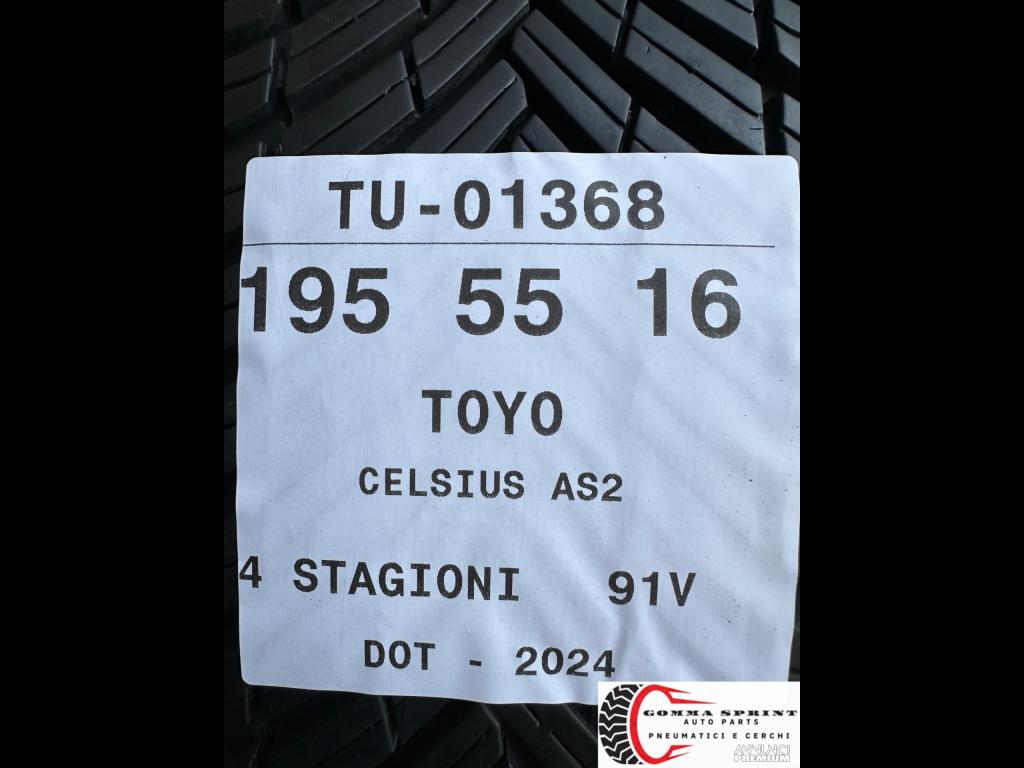 TU-01368
195 55 16
TOYO
CELSIUS AS2
4 STAGIONI 91V
DOT - 2024
GOMMA SPRINT
AUTO PARTS
PNEUMATICI E CERCHI
ANNUNCI
PREMIUM